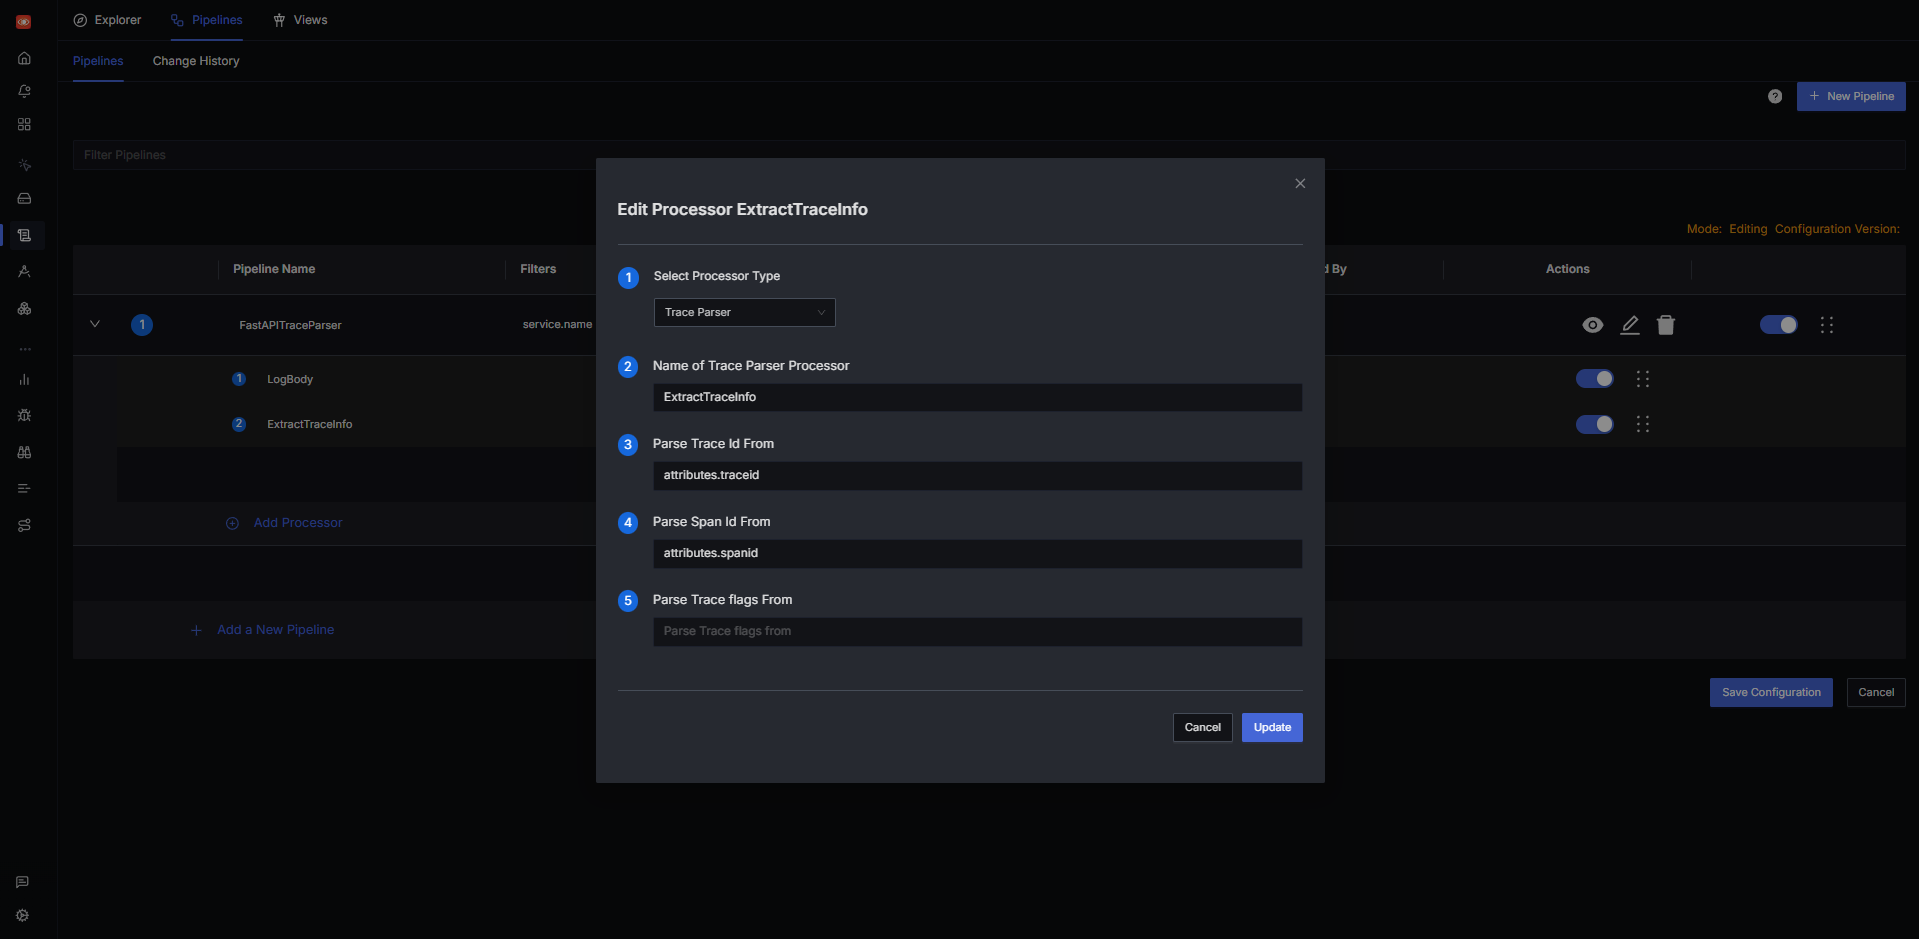 Explorer
Pipelines
Views
Pipelines
Change History
? 
+ New Pipeline
Filter Pipelines
Mode: Editing Configuration Version:
Pipeline Name
Filters
d By
Actions
1
FastAPITraceParser
service.name
1
LogBody
2
ExtractTraceInfo
Add Processor
+ Add a New Pipeline
Save Configuration
Cancel
Edit Processor ExtractTraceInfo
1
Select Processor Type
Trace Parser
2
Name of Trace Parser Processor
ExtractTraceInfo
3
Parse Trace Id From
attributes.traceid
4
Parse Span Id From
attributes.spanid
5
Parse Trace flags From
Parse Trace flags from
Cancel
Update